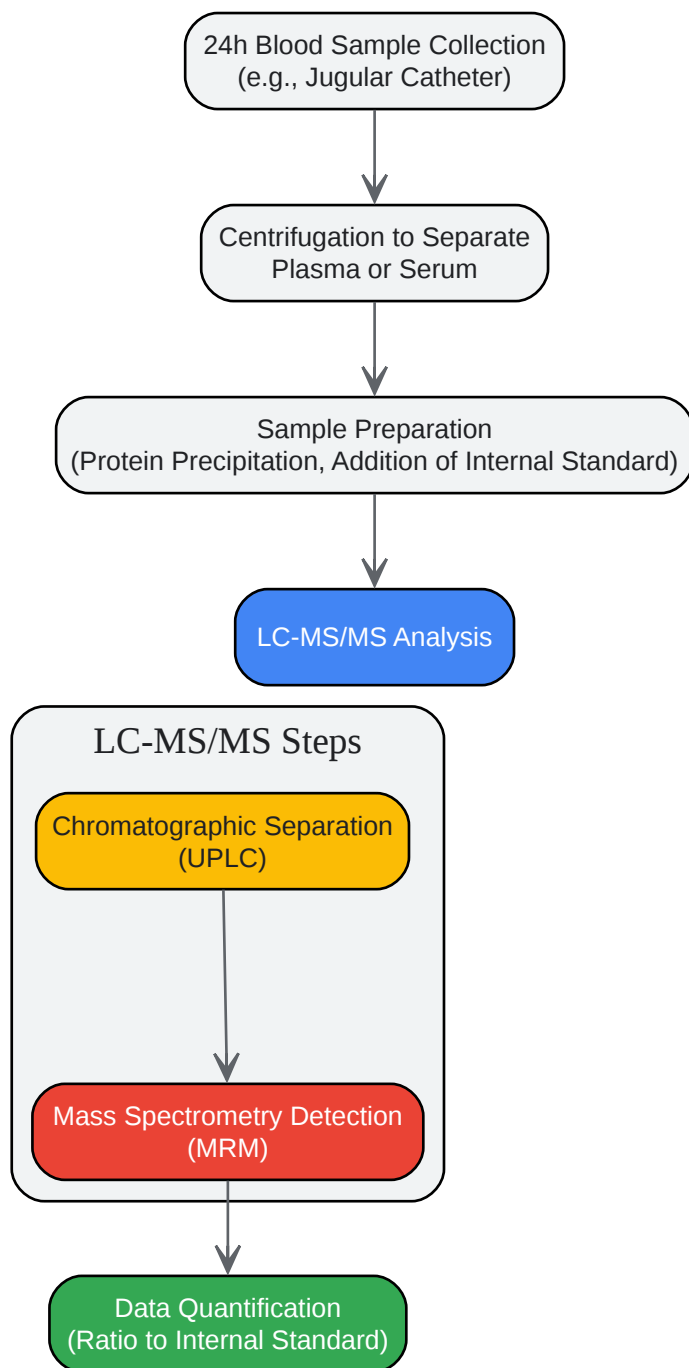 24h Blood Sample Collection
(e.g., Jugular Catheter)
Centrifugation to Separate
Plasma or Serum
Sample Preparation
(Protein Precipitation, Addition of Internal Standard)
LC-MS/MS Analysis
LC-MS/MS Steps
Chromatographic Separation
(UPLC)
Mass Spectrometry Detection
(MRM)
Data Quantification
(Ratio to Internal Standard)